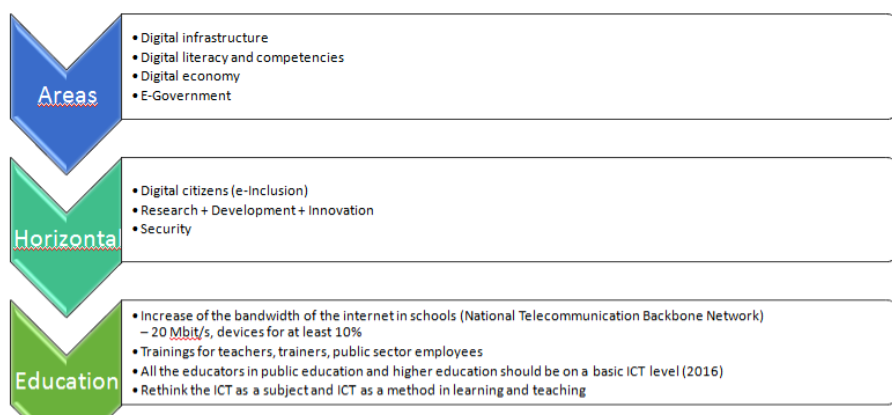 Areas
• Digital infrastructure
• Digital literacy and competencies
• Digital economy
• E-Government
Horizontal
• Digital citizens (e-Inclusion)
• Research + Development + Innovation
• Security
Education
• Increase of the bandwidth of the internet in schools (National Telecommunication Backbone Network)
– 20 Mbit/s, devices for at least 10%
• Trainings for teachers, trainers, public sector employees
• All the educators in public education and higher education should be on a basic ICT level (2016)
• Rethink the ICT as a subject and ICT as a method in learning and teaching